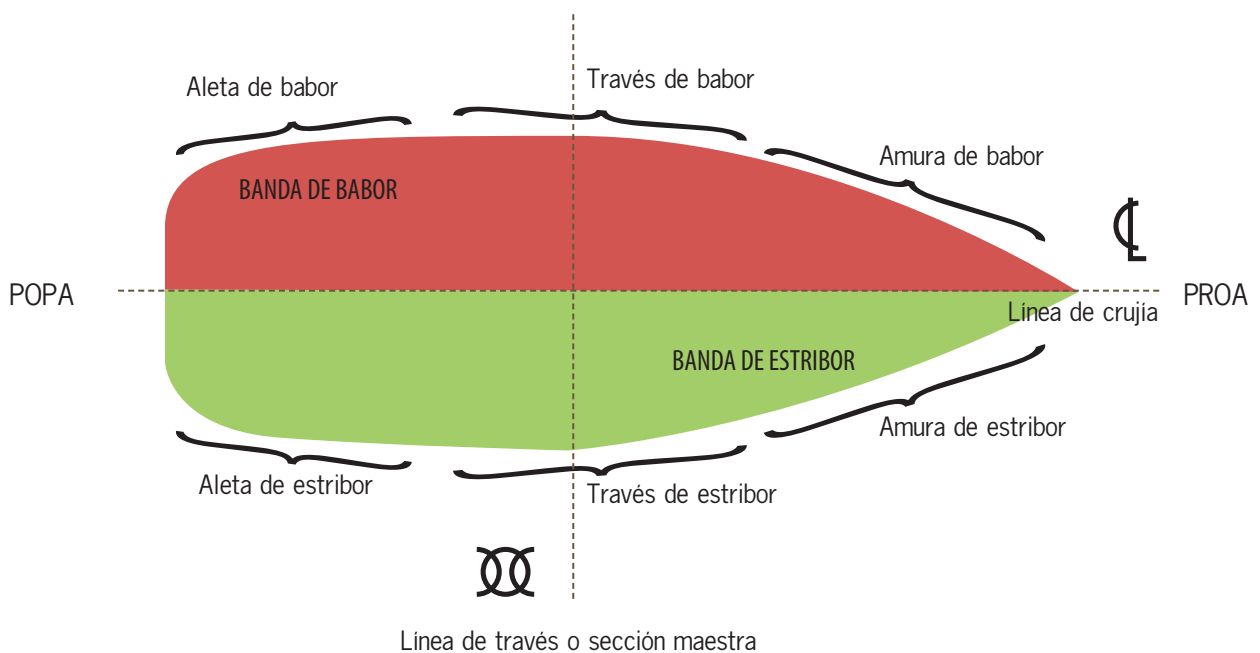 Través de babor
Aleta de babor
Amura de babor
BANDA DE BABOR
POPA
PROA
Línea de crujía
BANDA DE ESTRIBOR
Amura de estribor
Aleta de estribor
Través de estribor
Línea de través o sección maestra